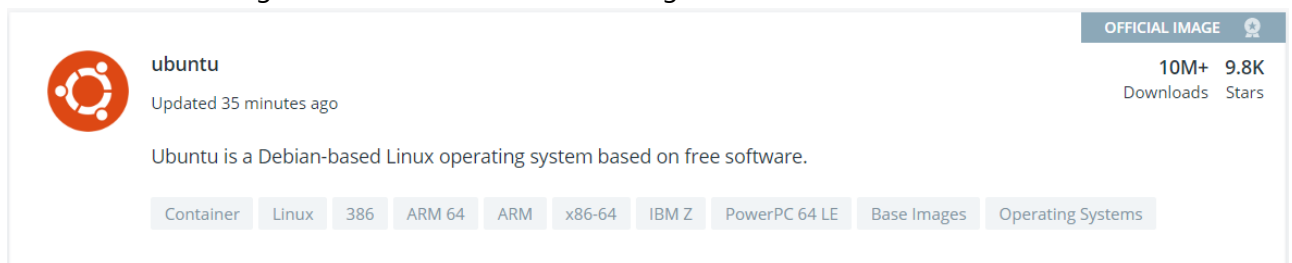 OFFICIAL IMAGE
ubuntu
10M+ 9.8K
Updated 35 minutes ago
Downloads Stars
Ubuntu is a Debian-based Linux operating system based on free software.
Container Linux 386 ARM 64 ARM x86-64 IBM Z PowerPC 64 LE Base Images Operating Systems